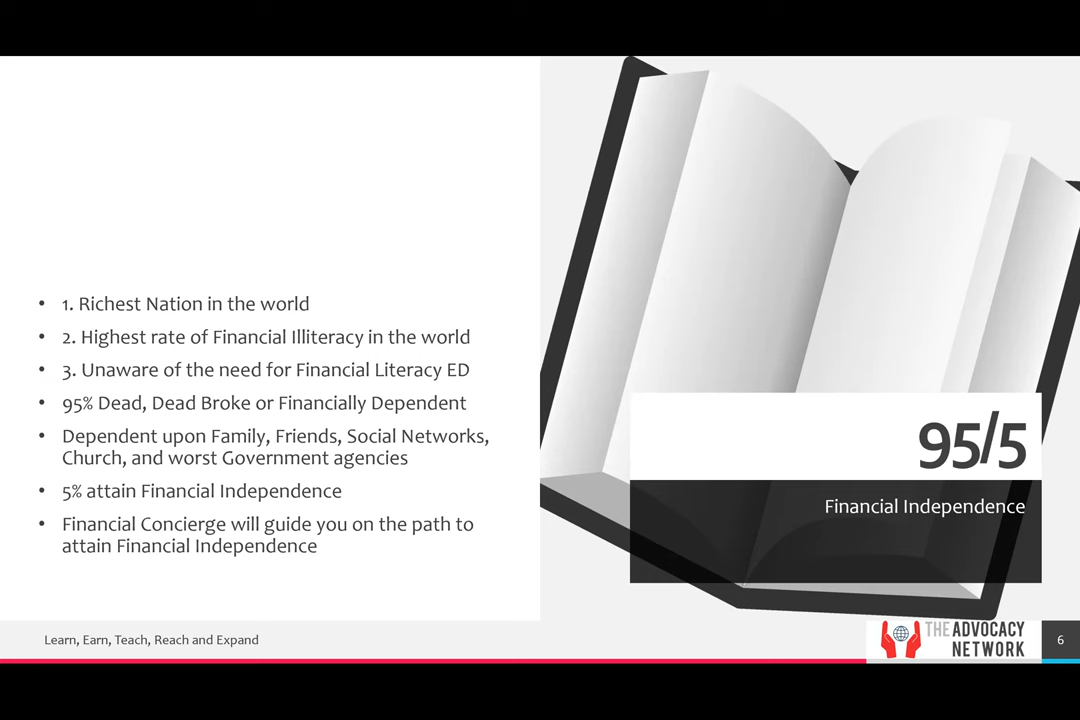 • 1. Richest Nation in the world
• 2. Highest rate of Financial Illiteracy in the world
• 3. Unaware of the need for Financial Literacy ED
• 95% Dead, Dead Broke or Financially Dependent
• Dependent upon Family, Friends, Social Networks,
Church, and worst Government agencies
• 5% attain Financial Independence
• Financial Concierge will guide you on the path to
attain Financial Independence
95/5
Financial Independence
Learn, Earn, Teach, Reach and Expand
THE ADVOCACY
NETWORK
6